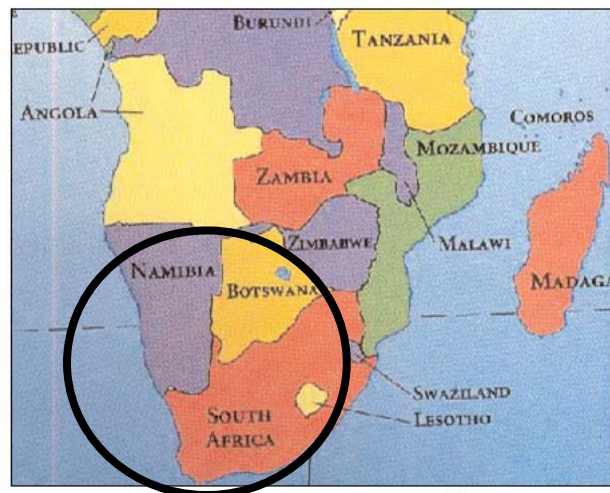 BURUNDI
TANZANIA
EPUBLIC
ANGOLA
COMOROS
MOZAMBIQUE
ZAMBIA
ZIMBABWE
MALAWI
NAMIBIA
BOTSWANA
MADAGA
SWAZILAND
LESOTHO
SOUTH
AFRICA